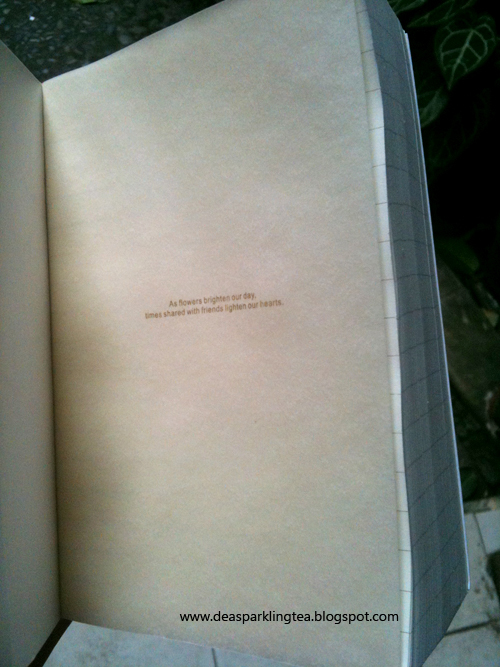 As flowers brighten our day,
times shared with friends lighten our hearts.
www.deasparklingtea.blogspot.com